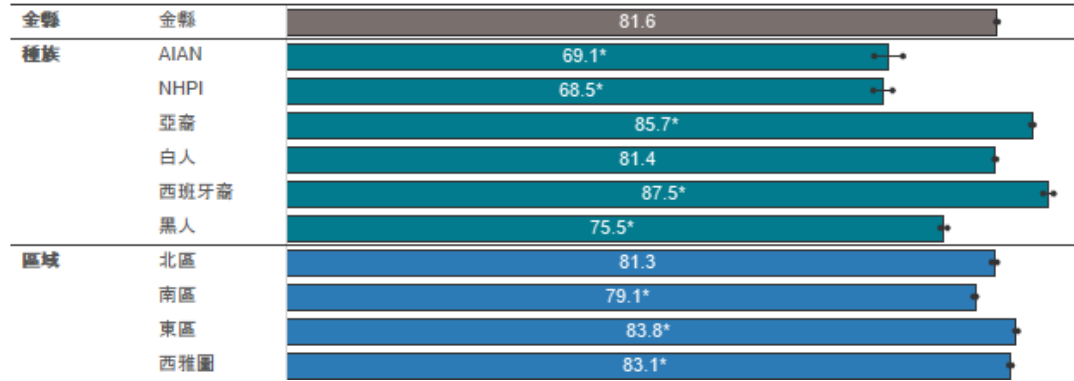 金縣 金縣 81.6
種族 AIAN 69.1*
NHPI 68.5*
亞裔 85.7*
白人 81.4
西班牙裔 87.5*
黑人 75.5*
區域 北區 81.3
南區 79.1*
東區 83.8*
西雅圖 83.1*